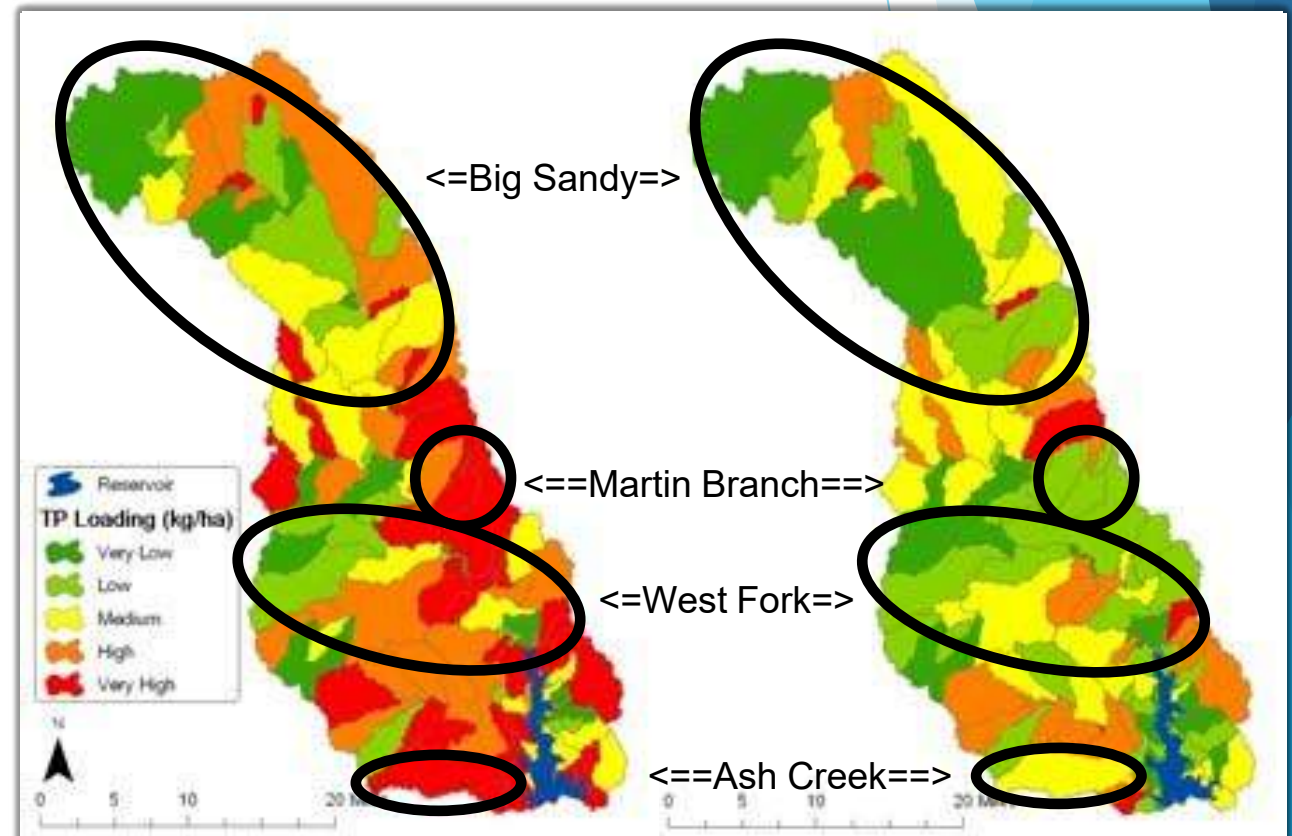 <=Big Sandy=>
Reservoir
TP Loading (kg/ha)
Very Low
Low
Medium
High
Very High
<==Martin Branch==>
<=West Fork=>
<==Ash Creek==>
N
0 5 10 20
0 5 10 20